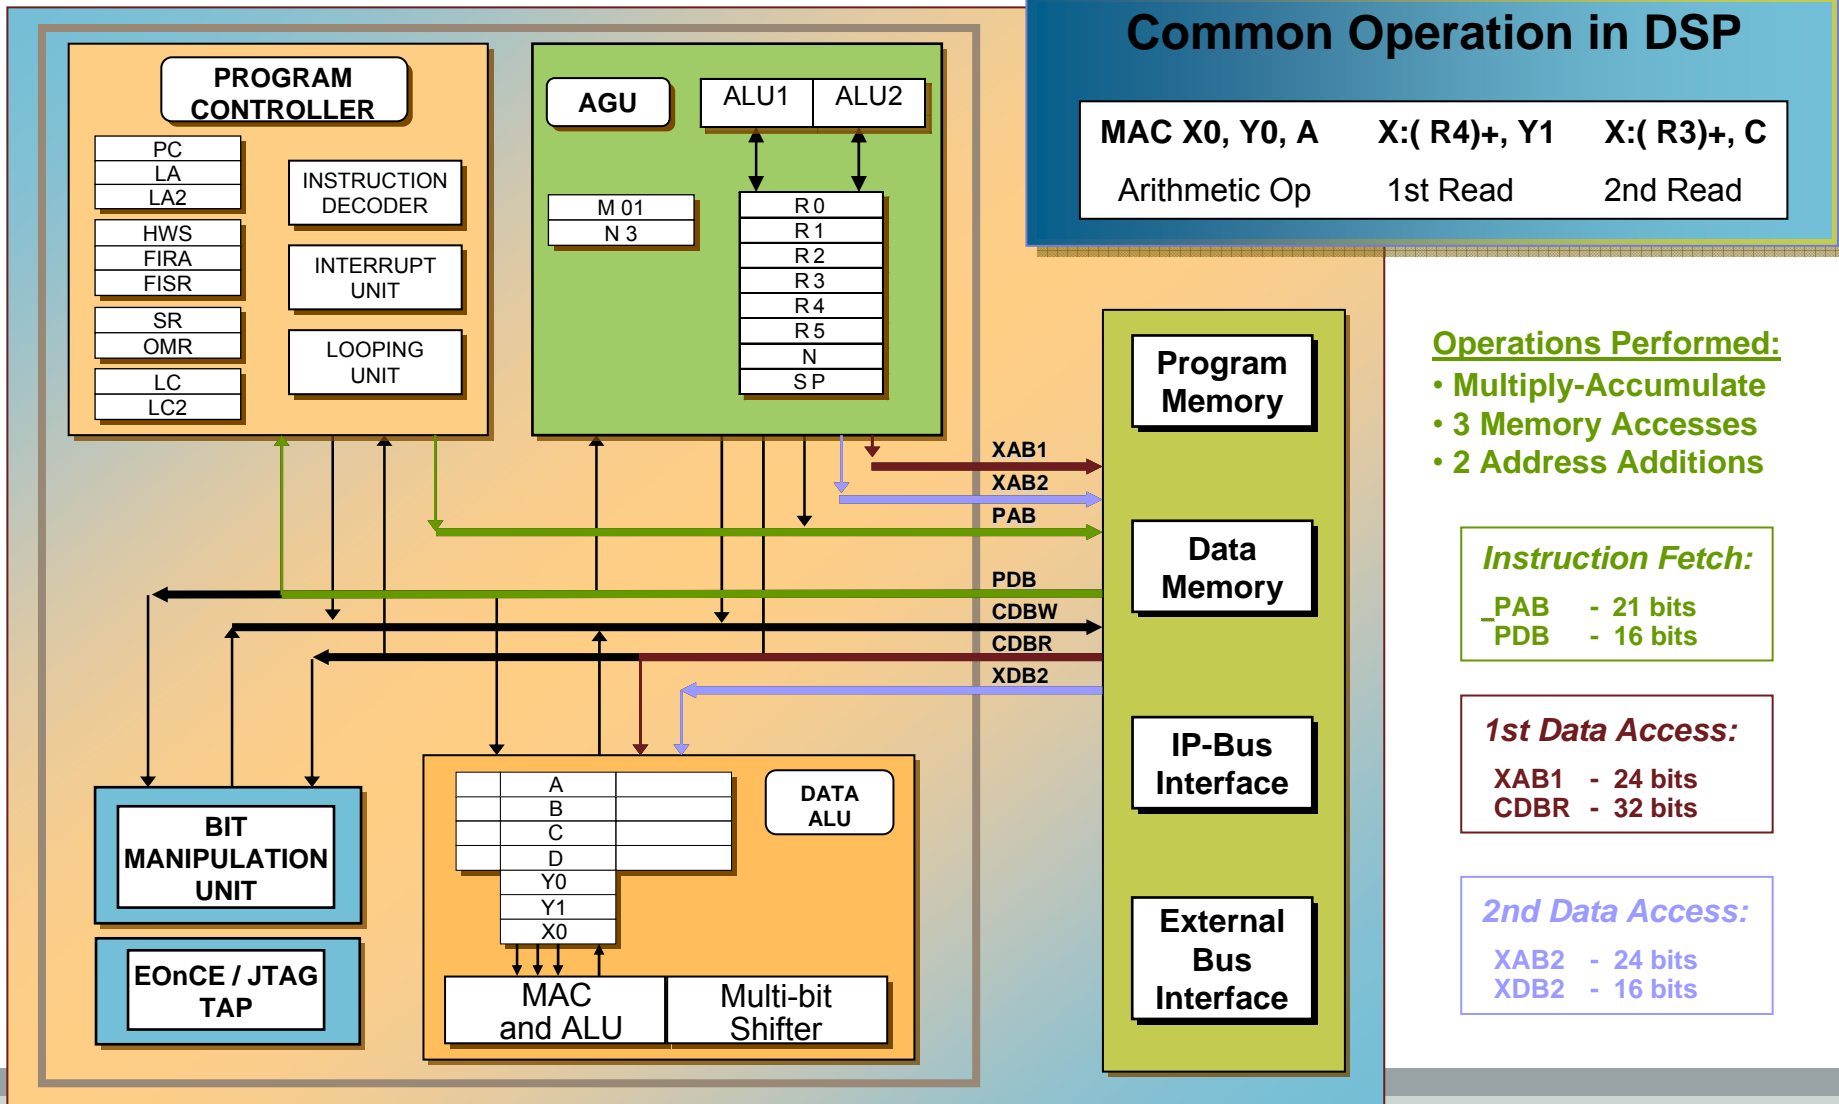 Common Operation in DSP
MAC X0, Y0, A X:( R4)+, Y1 X:( R3)+, C
Arithmetic Op 1st Read 2nd Read
PROGRAM
CONTROLLER
PC
LA
LA2
HWS
FIRA
FISR
SR
OMR
LC
LC2
INSTRUCTION
DECODER
INTERRUPT
UNIT
LOOPING
UNIT
AGU
ALU1 ALU2
M 01
N 3
R 0
R 1
R 2
R 3
R 4
R 5
N
S P
XAB1
XAB2
PAB
PDB
CDBW
CDBR
XDB2
Program
Memory
Data
Memory
IP-Bus
Interface
External
Bus
Interface
BIT
MANIPULATION
UNIT
EOnCE / JTAG
TAP
A
B
C
D
Y0
Y1
X0
DATA
ALU
MAC
and ALU
Multi-bit
Shifter
Operations Performed:
• Multiply-Accumulate
• 3 Memory Accesses
• 2 Address Additions
Instruction Fetch:
PAB - 21 bits
PDB - 16 bits
1st Data Access:
XAB1 - 24 bits
CDBR - 32 bits
2nd Data Access:
XAB2 - 24 bits
XDB2 - 16 bits